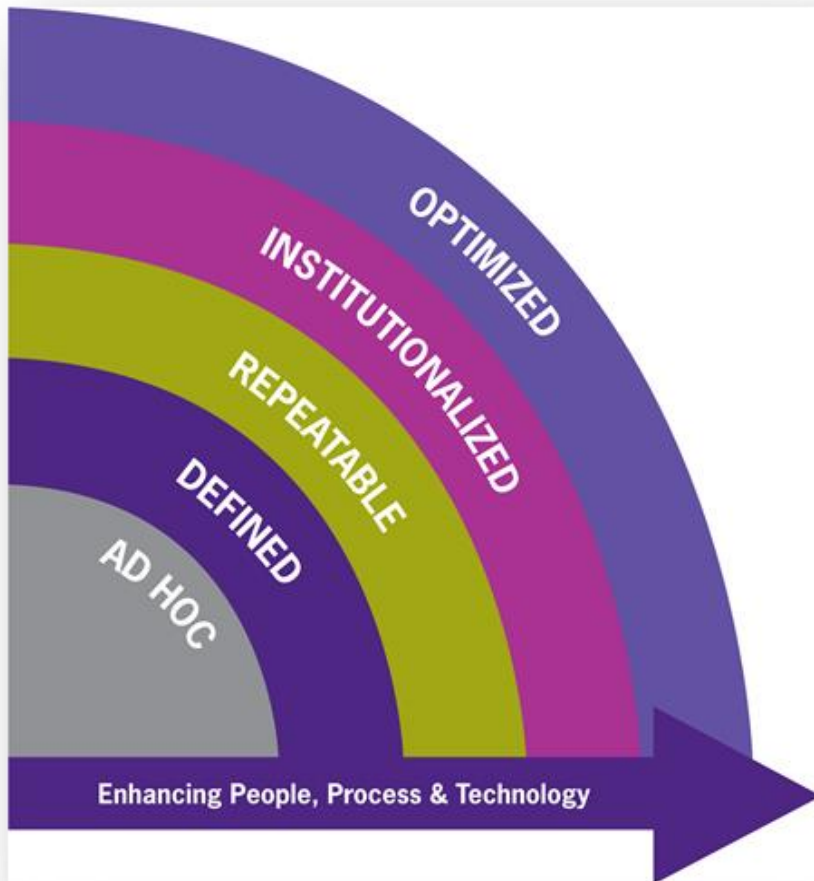 OPTIMIZED
INSTITUTIONALIZED
REPEATABLE
DEFINED
AD HOC
Enhancing People, Process & Technology